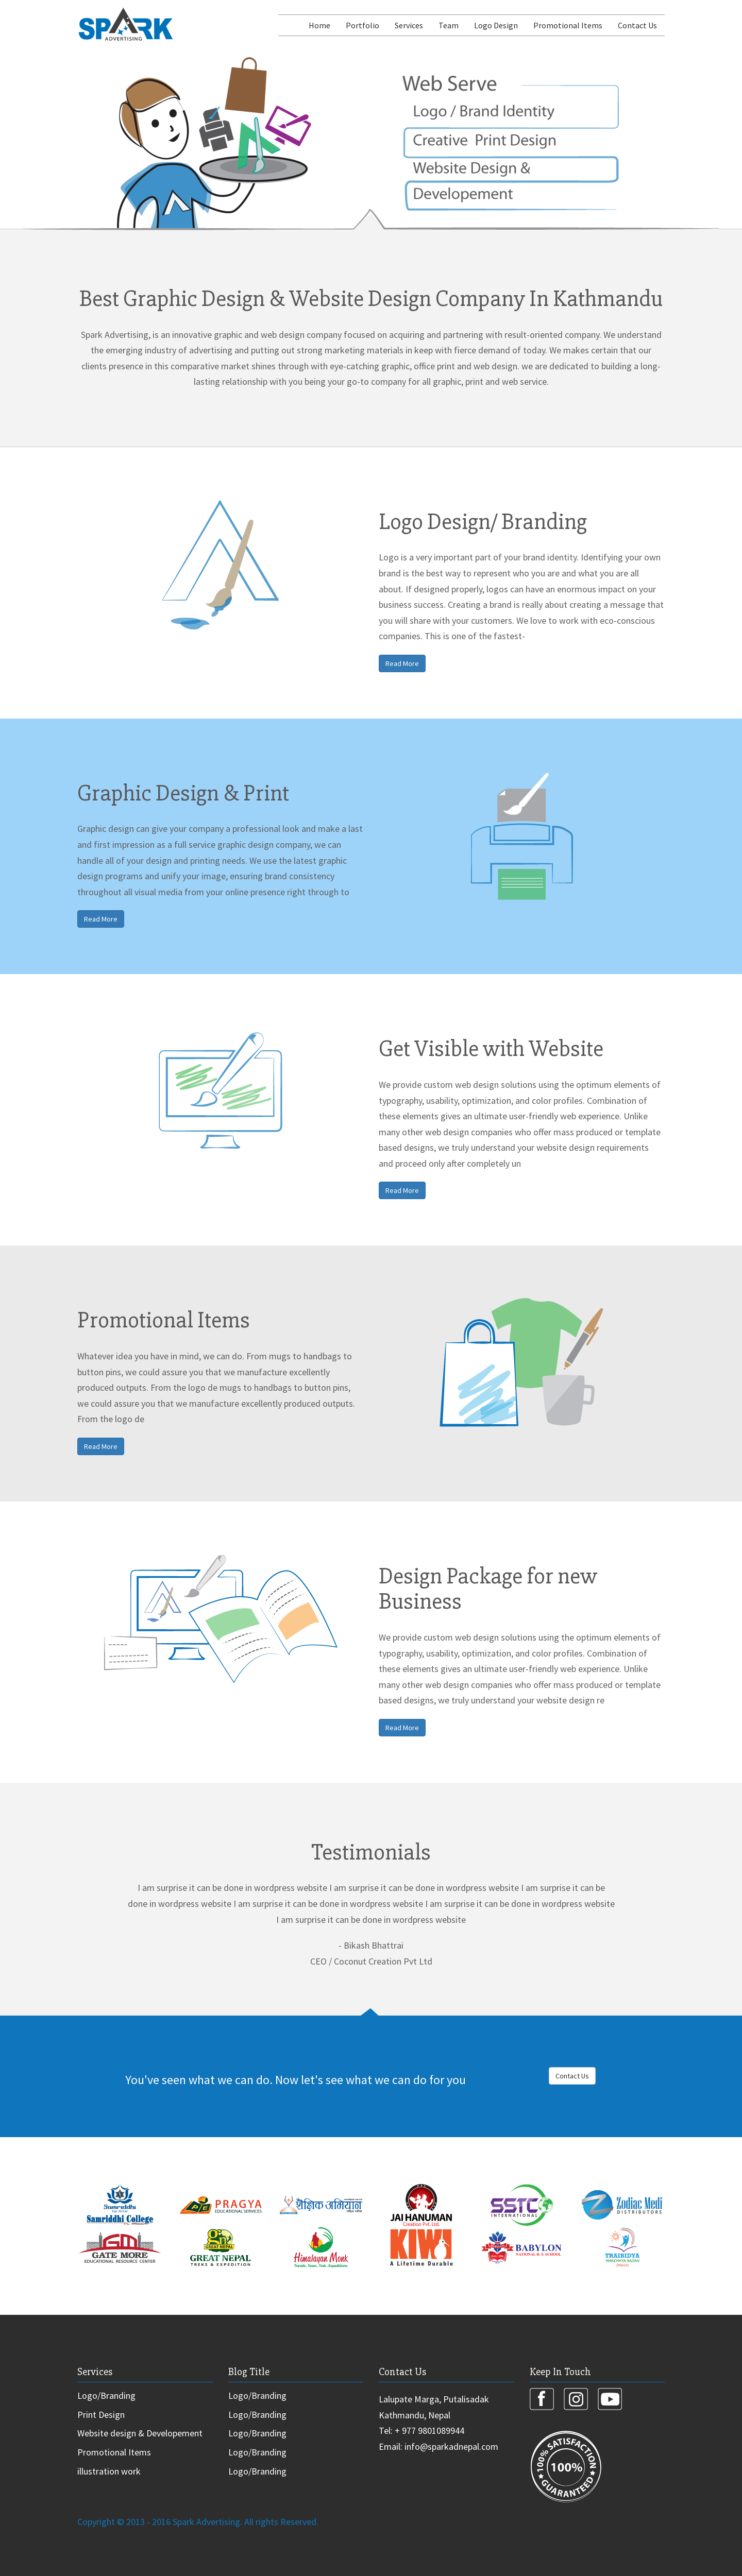 SPARK
ADVERTISING
Home Portfolio Services Team Logo Design Promotional Items Contact Us
Web Serve
Logo / Brand Identity
Creative Print Design
Website Design &
Developement
Best Graphic Design & Website Design Company In Kathmandu
Spark Advertising, is an innovative graphic and web design company focused on acquiring and partnering with result-oriented company. We understand
the emerging industry of advertising and putting out strong marketing materials in keep with fierce demand of today. We makes certain that our
clients presence in this comparative market shines through with eye-catching graphic, office print and web design. we are dedicated to building a long-
lasting relationship with you being your go-to company for all graphic, print and web service.
Logo Design/ Branding
Logo is a very important part of your brand identity. Identifying your own
brand is the best way to represent who you are and what you are all
about. If designed properly, logos can have an enormous impact on your
business success. Creating a brand is really about creating a message that
you will share with your customers. We love to work with eco-conscious
companies. This is one of the fastest-
Read More
Graphic Design & Print
Graphic design can give your company a professional look and make a last
and first impression as a full service graphic design company, we can
handle all of your design and printing needs. We use the latest graphic
design programs and unify your image, ensuring brand consistency
throughout all visual media from your online presence right through to
Read More
Get Visible with Website
We provide custom web design solutions using the optimum elements of
typography, usability, optimization, and color profiles. Combination of
these elements gives an ultimate user-friendly web experience. Unlike
many other web design companies who offer mass produced or template
based designs, we truly understand your website design requirements
and proceed only after completely un
Read More
Promotional Items
Whatever idea you have in mind, we can do. From mugs to handbags to
button pins, we could assure you that we manufacture excellently
produced outputs. From the logo de mugs to handbags to button pins,
we could assure you that we manufacture excellently produced outputs.
From the logo de
Read More
Design Package for new
Business
We provide custom web design solutions using the optimum elements of
typography, usability, optimization, and color profiles. Combination of
these elements gives an ultimate user-friendly web experience. Unlike
many other web design companies who offer mass produced or template
based designs, we truly understand your website design re
Read More
Testimonials
I am surprise it can be done in wordpress website I am surprise it can be done in wordpress website I am surprise it can be
done in wordpress website I am surprise it can be done in wordpress website I am surprise it can be done in wordpress website
I am surprise it can be done in wordpress website
- Bikash Bhattrai
CEO / Coconut Creation Pvt Ltd
You've seen what we can do. Now let's see what we can do for you
Contact Us
Samriddhi College
PRAGYA
EDUCATIONAL SERVICES
शैक्षिक अभियान
JAI HANUMAN
Creation Pvt. Ltd.
SSTC
INTERNATIONAL
Zodiac Medi
DISTRIBUTORS
GATE MORE
EDUCATIONAL RESOURCE CENTER
GREAT NEPAL
TREKS & EXPEDITION
Himalayan Monk
KIWI
A Lifetime Durable
BABYLON
NATIONAL H. S. SCHOOL
TRAIBIDYA
Services
Logo/Branding
Print Design
Website design & Developement
Promotional Items
illustration work
Blog Title
Logo/Branding
Logo/Branding
Logo/Branding
Logo/Branding
Logo/Branding
Contact Us
Lalupate Marga, Putalisadak
Kathmandu, Nepal
Tel: + 977 9801089944
Email: info@sparkadnepal.com
Keep In Touch
100% SATISFACTION
100%
GUARANTEED
Copyright © 2013 - 2016 Spark Advertising. All rights Reserved.